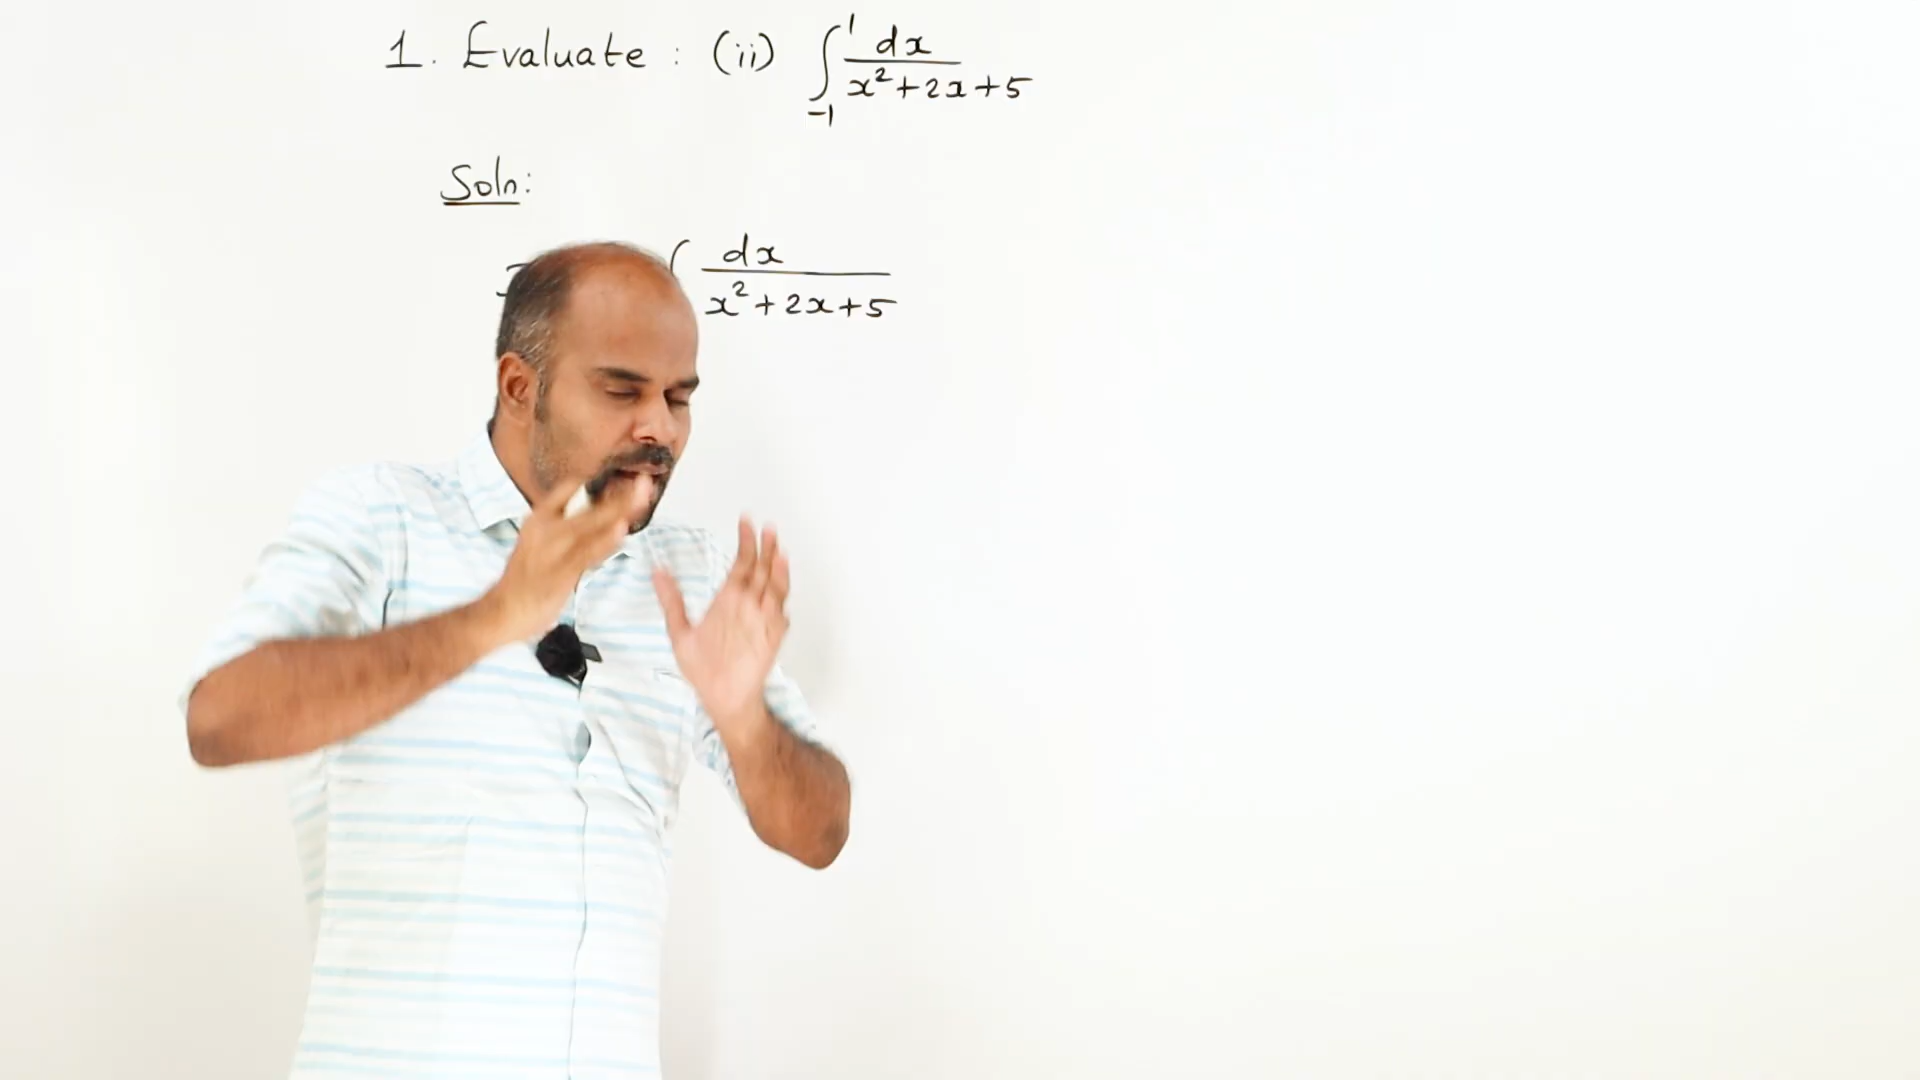 1. Evaluate : (ii) ∫₋₁¹ dx / x²+2x+5
Soln:
∫ dx / x²+2x+5